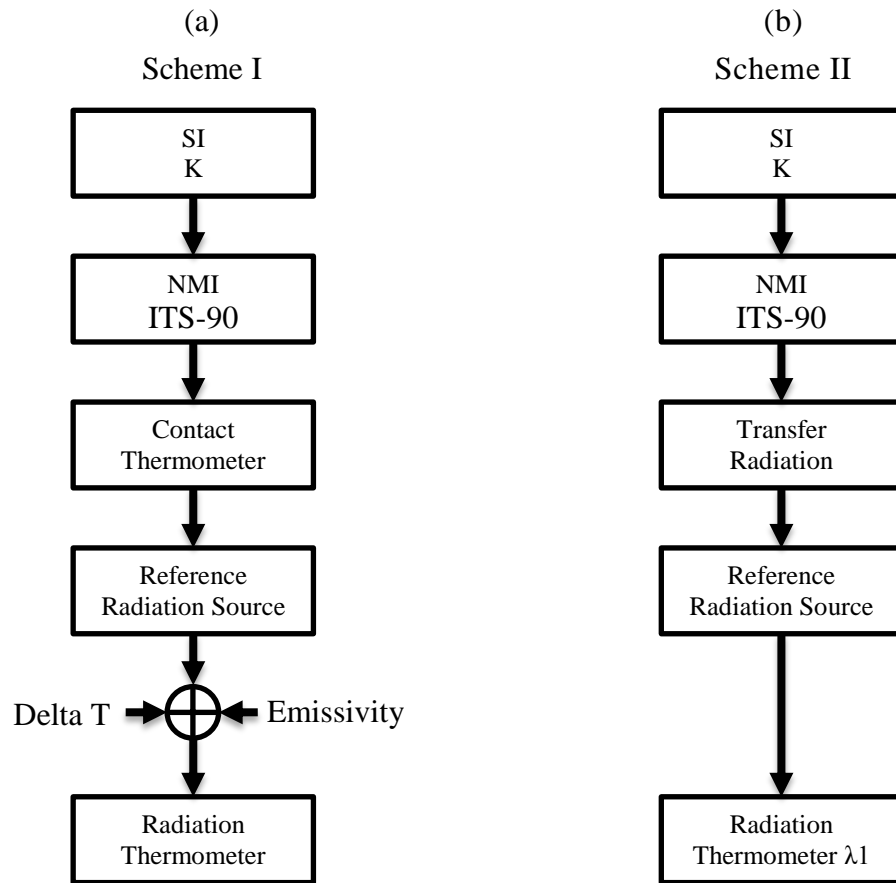 (a)
Scheme I
SI
K
NMI
ITS-90
Contact
Thermometer
Reference
Radiation Source
Delta T
Emissivity
Radiation
Thermometer
(b)
Scheme II
SI
K
NMI
ITS-90
Transfer
Radiation
Reference
Radiation Source
Radiation
Thermometer λ1